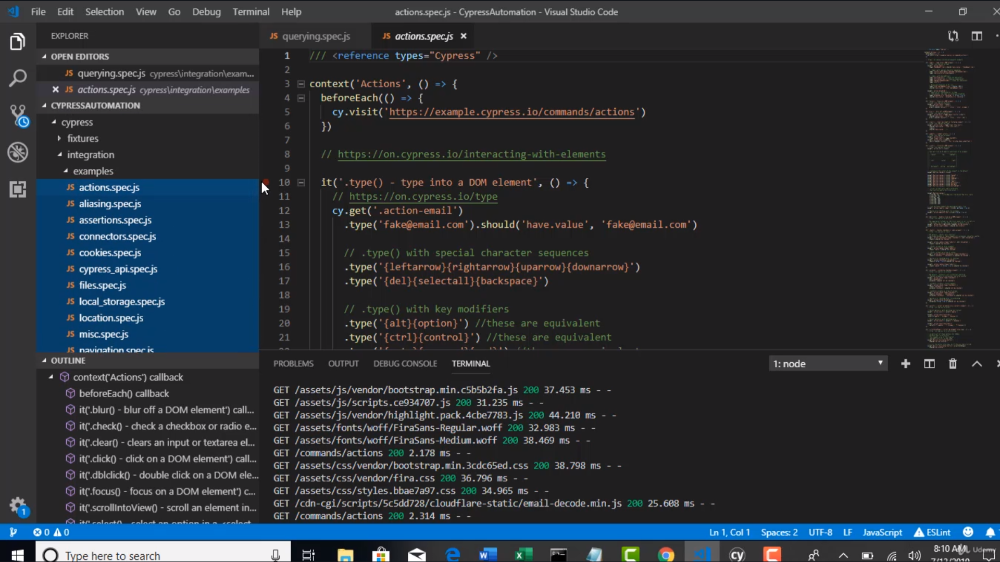 File Edit Selection View Go Debug Terminal Help
actions.spec.js - CypressAutomation - Visual Studio Code
EXPLORER
OPEN EDITORS
JS querying.spec.js cypress\integration\exam...
JS actions.spec.js cypress\integration\examples
CYPRESSAUTOMATION
cypress
fixtures
integration
examples
JS actions.spec.js
JS aliasing.spec.js
JS assertions.spec.js
JS connectors.spec.js
JS cookies.spec.js
JS cypress_api.spec.js
JS files.spec.js
JS local_storage.spec.js
JS location.spec.js
JS misc.spec.js
navigation.spec.js
OUTLINE
context('Actions') callback
beforeEach() callback
it('.blur() - blur off a DOM element') call...
it('.check() - check a checkbox or radio e...
it('.clear() - clears an input or textarea el...
it('.click() - click on a DOM element') call...
it('.dblclick() - double click on a DOM ele...
it('.focus() - focus on a DOM element') c...
it('.scrollIntoView() - scroll an element in...
it('.select() - select an option in a <select
JS querying.spec.js
JS actions.spec.js
1 /// <reference types="Cypress" />
2
3 context('Actions', () => {
4 beforeEach(() => {
5 cy.visit('https://example.cypress.io/commands/actions')
6 })
7
8 // https://on.cypress.io/interacting-with-elements
9
10 it('.type() - type into a DOM element', () => {
11 // https://on.cypress.io/type
12 cy.get('.action-email')
13 .type('fake@email.com').should('have.value', 'fake@email.com')
14
15 // .type() with special character sequences
16 .type('{leftarrow}{rightarrow}{uparrow}{downarrow}')
17 .type('{del}{selectall}{backspace}')
18
19 // .type() with key modifiers
20 .type('{alt}{option}') //these are equivalent
21 .type('{ctrl}{control}') //these are equivalent
PROBLEMS OUTPUT DEBUG CONSOLE TERMINAL
1: node
GET /assets/js/vendor/bootstrap.min.c5b5b2fa.js 200 37.453 ms - -
GET /assets/js/scripts.ce934707.js 200 31.235 ms - -
GET /assets/js/vendor/highlight.pack.4cbe7783.js 200 44.210 ms - -
GET /assets/fonts/woff/FiraSans-Regular.woff 200 32.983 ms - -
GET /assets/fonts/woff/FiraSans-Medium.woff 200 38.469 ms - -
GET /commands/actions 200 2.178 ms - -
GET /assets/css/vendor/bootstrap.min.3cdc65ed.css 200 38.798 ms - -
GET /assets/css/vendor/fira.css 200 36.796 ms - -
GET /assets/css/styles.bbae7a97.css 200 34.965 ms - -
GET /cdn-cgi/scripts/5c5dd728/cloudflare-static/email-decode.min.js 200 25.608 ms - -
GET /commands/actions 200 2.314 ms - -
1
0 0
Ln 1, Col 1 Spaces: 2 UTF-8 LF JavaScript ESLint
Type here to search
cy
8:10 AM
Udemy